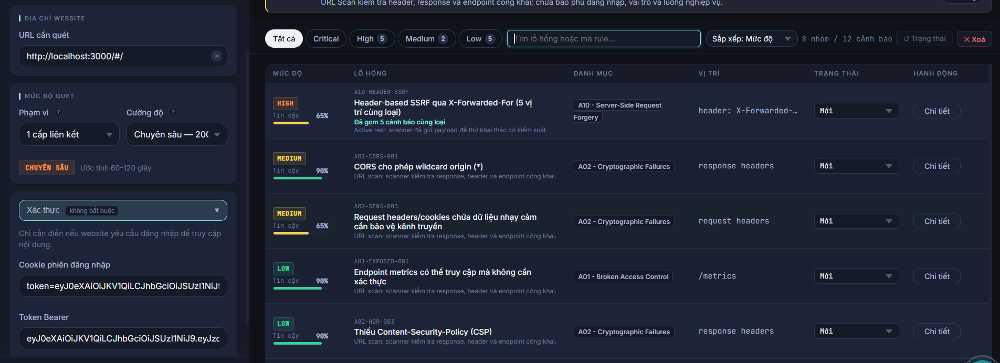 ĐỊA CHỈ WEBSITE
URL cần quét
http://localhost:3000/#/
MỨC ĐỘ QUÉT
Phạm vi ?
Cường độ ?
1 cấp liên kết
Chuyên sâu — 200
CHUYÊN SÂU Ước tính 60–120 giây
Xác thực không bắt buộc
Chỉ cần điền nếu website yêu cầu đăng nhập để truy cập
nội dung.
Cookie phiên đăng nhập
token=eyJ0eXAiOiJKV1QiLCJhbGciOiJSUzI1NiJ9
Token Bearer
eyJ0eXAiOiJKV1QiLCJhbGciOiJSUzI1NiJ9.eyJzc
URL Scan kiểm tra header, response và endpoint công khai; chưa bao phủ đăng nhập, vai trò và luồng nghiệp vụ.
Tất cả
Critical
High 5
Medium 2
Low 5
Tìm lỗ hổng hoặc mã rule...
Sắp xếp: Mức độ
8 nhóm / 12 cảnh báo
↺ Trạng thái
✕ Xoá
MỨC ĐỘ LỖ HỔNG DANH MỤC VỊ TRÍ TRẠNG THÁI HÀNH ĐỘNG
HIGH
Tin cậy 65%
A10-HEADER-SSRF
Header-based SSRF qua X-Forwarded-For (5 vị
trí cùng loại)
Đã gom 5 cảnh báo cùng loại
Active test: scanner đã gửi payload để thử khai thác có kiểm soát.
A10 - Server-Side Request
Forgery
header: X-Forwarded-…
Mới
Chi tiết
MEDIUM
Tin cậy 90%
A02-CORS-001
CORS cho phép wildcard origin (*)
URL scan: scanner kiểm tra response, header và endpoint công khai.
A02 - Cryptographic Failures
response headers
Mới
Chi tiết
MEDIUM
Tin cậy 65%
A02-SENS-003
Request headers/cookies chứa dữ liệu nhạy cảm
cần bảo vệ kênh truyền
URL scan: scanner kiểm tra response, header và endpoint công khai.
A02 - Cryptographic Failures
request headers
Mới
Chi tiết
LOW
Tin cậy 90%
A01-EXPOSED-001
Endpoint metrics có thể truy cập mà không cần
xác thực
URL scan: scanner kiểm tra response, header và endpoint công khai.
A01 - Broken Access Control
/metrics
Mới
Chi tiết
LOW
Tin cậy 90%
A02-HDR-003
Thiếu Content-Security-Policy (CSP)
URL scan: scanner kiểm tra response, header và endpoint công khai.
A02 - Cryptographic Failures
response headers
Mới
Chi tiết